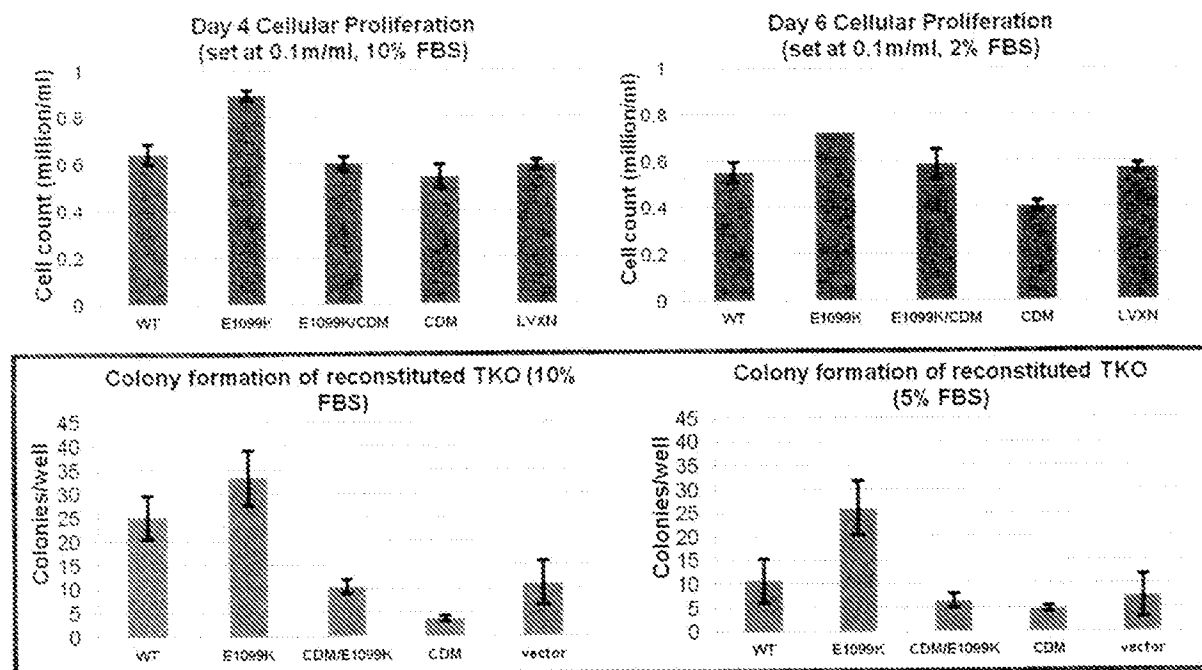 Day 4 Cellular Proliferation
(set at 0.1m/ml, 10% FBS)
Cell count (million/ml)
1
0.8
0.6
0.4
0.2
0
WT
E1099K
E1099K/CDM
CDM
LVXN
Day 6 Cellular Proliferation
(set at 0.1m/ml, 2% FBS)
Cell count (million/ml)
1
0.8
0.6
0.4
0.2
0
WT
E1099K
E1099K/CDM
CDM
LVXN
Colony formation of reconstituted TKO (10%
FBS)
Colonies/well
45
40
35
30
25
20
15
10
5
0
WT
E1099K
CDM/E1099K
CDM
vector
Colony formation of reconstituted TKO
(5% FBS)
Colonies/well
45
40
35
30
25
20
15
10
5
0
WT
E1099K
CDM/E1099K
CDM
vector